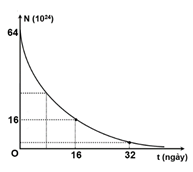 N (10²⁴)
64
16
O
16
32
t (ngày)